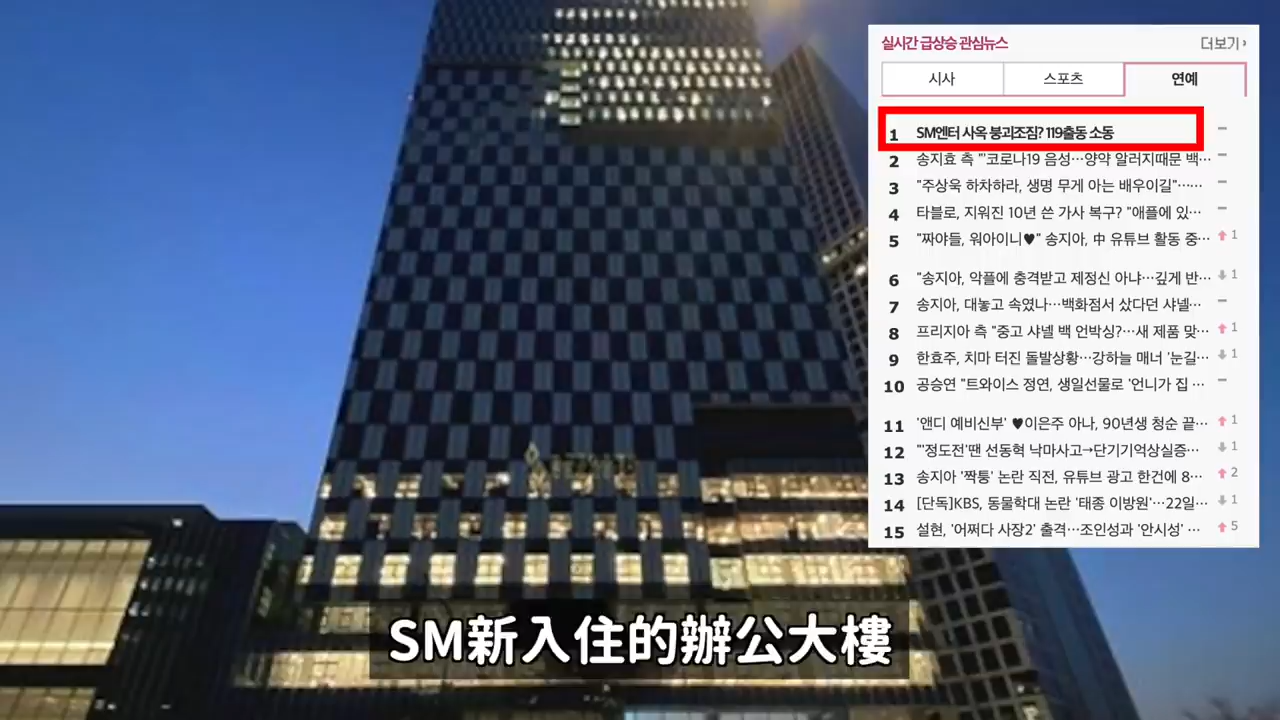 실시간 급상승 관심뉴스
더보기›
시사
스포츠
연예
1 SM엔터 사옥 붕괴조짐? 119출동 소동
2 송지효 측 "'코로나19 음성…양약 알러지때문 백…
3 "주상욱 하차하라, 생명 무게 아는 배우이길"……
4 타블로, 지워진 10년 쓴 가사 복구? "애플에 있…
5 "짜야들, 워아이니♥" 송지아, 中 유튜브 활동 중… 1
6 "송지아, 악플에 충격받고 제정신 아냐…깊게 반… 1
7 송지아, 대놓고 속였나…백화점서 샀다던 샤넬…
8 프리지아 측 "중고 샤넬 백 언박싱?…새 제품 맞… 1
9 한효주, 치마 터진 돌발상황…강하늘 매너 '눈길… 1
10 공승연 "트와이스 정연, 생일선물로 '언니가 집 …
11 '앤디 예비신부' ♥이은주 아나, 90년생 청순 끝… 1
12 "'정도전'땐 선동혁 낙마사고→단기기억상실증… 1
13 송지아 '짝퉁' 논란 직전, 유튜브 광고 한건에 8… 2
14 [단독]KBS, 동물학대 논란 '태종 이방원'…22일… 1
15 설현, '어쩌다 사장2' 출격…조인성과 '안시성' … 5
SM新入住的辦公大樓